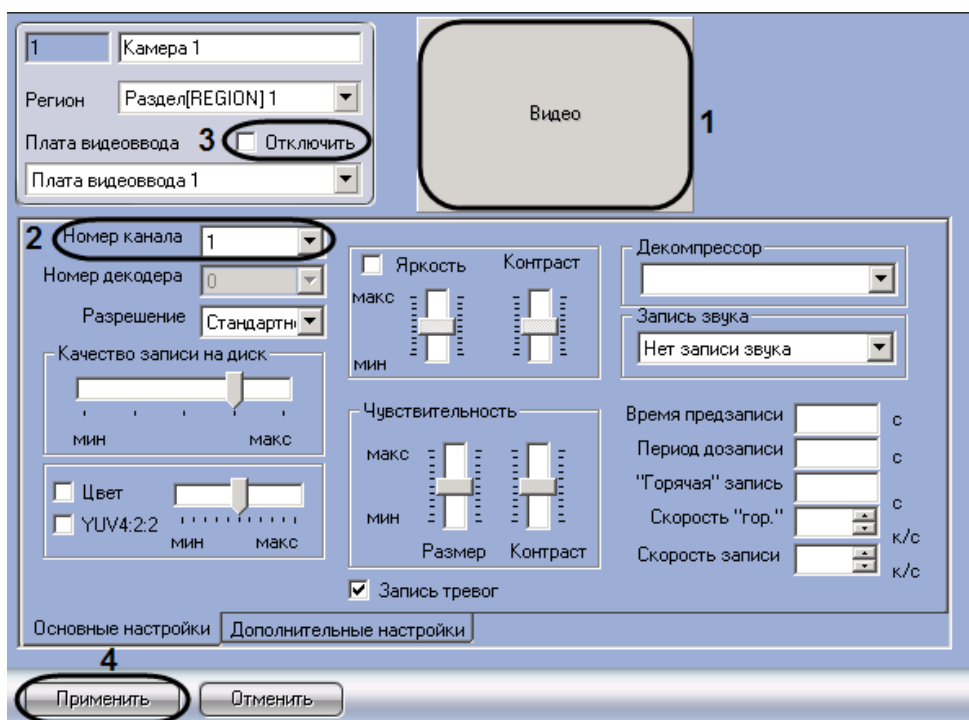 1
Камера 1
Регион
Раздел[REGION] 1
Плата видеоввода
3
Отключить
Плата видеоввода 1
Видео
1
2
Номер канала
1
Номер декодера
0
Разрешение
Стандартн
Качество записи на диск
мин
макс
Цвет
YUV4:2:2
мин
макс
Яркость
Контраст
макс
мин
Чувствительность
макс
мин
Размер
Контраст
Запись тревог
Декомпрессор
Запись звука
Нет записи звука
Время предзаписи
с
Период дозаписи
с
"Горячая" запись
с
Скорость "гор."
к/с
Скорость записи
к/с
Основные настройки
Дополнительные настройки
4
Применить
Отменить